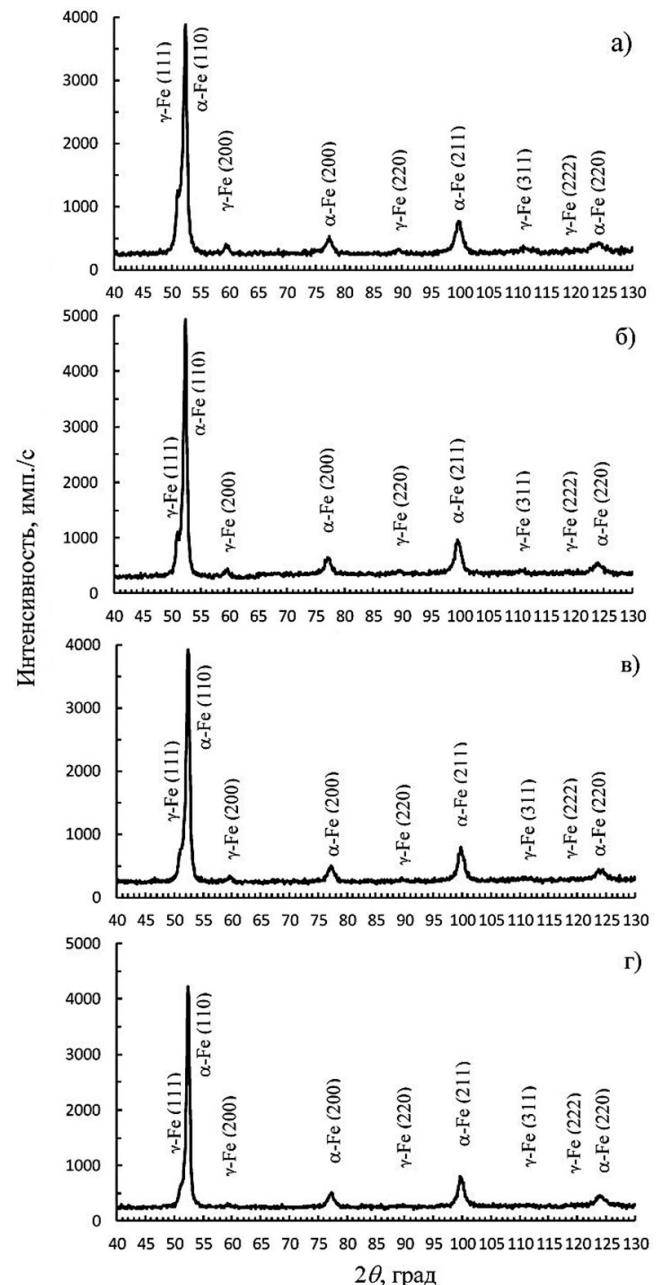 а)
4000
3000
2000
1000
0
γ-Fe (111)
α-Fe (110)
γ-Fe (200)
α-Fe (200)
γ-Fe (220)
α-Fe (211)
γ-Fe (311)
γ-Fe (222)
α-Fe (220)
40 45 50 55 60 65 70 75 80 85 90 95 100 105 110 115 120 125 130
б)
5000
4000
3000
2000
1000
0
γ-Fe (111)
α-Fe (110)
γ-Fe (200)
α-Fe (200)
γ-Fe (220)
α-Fe (211)
γ-Fe (311)
γ-Fe (222)
α-Fe (220)
40 45 50 55 60 65 70 75 80 85 90 95 100 105 110 115 120 125 130
Интенсивность, имп./с
в)
4000
3000
2000
1000
0
γ-Fe (111)
α-Fe (110)
γ-Fe (200)
α-Fe (200)
γ-Fe (220)
α-Fe (211)
γ-Fe (311)
γ-Fe (222)
α-Fe (220)
40 45 50 55 60 65 70 75 80 85 90 95 100 105 110 115 120 125 130
г)
5000
4000
3000
2000
1000
0
γ-Fe (111)
α-Fe (110)
γ-Fe (200)
α-Fe (200)
γ-Fe (220)
α-Fe (211)
γ-Fe (311)
γ-Fe (222)
α-Fe (220)
40 45 50 55 60 65 70 75 80 85 90 95 100 105 110 115 120 125 130
2θ, град